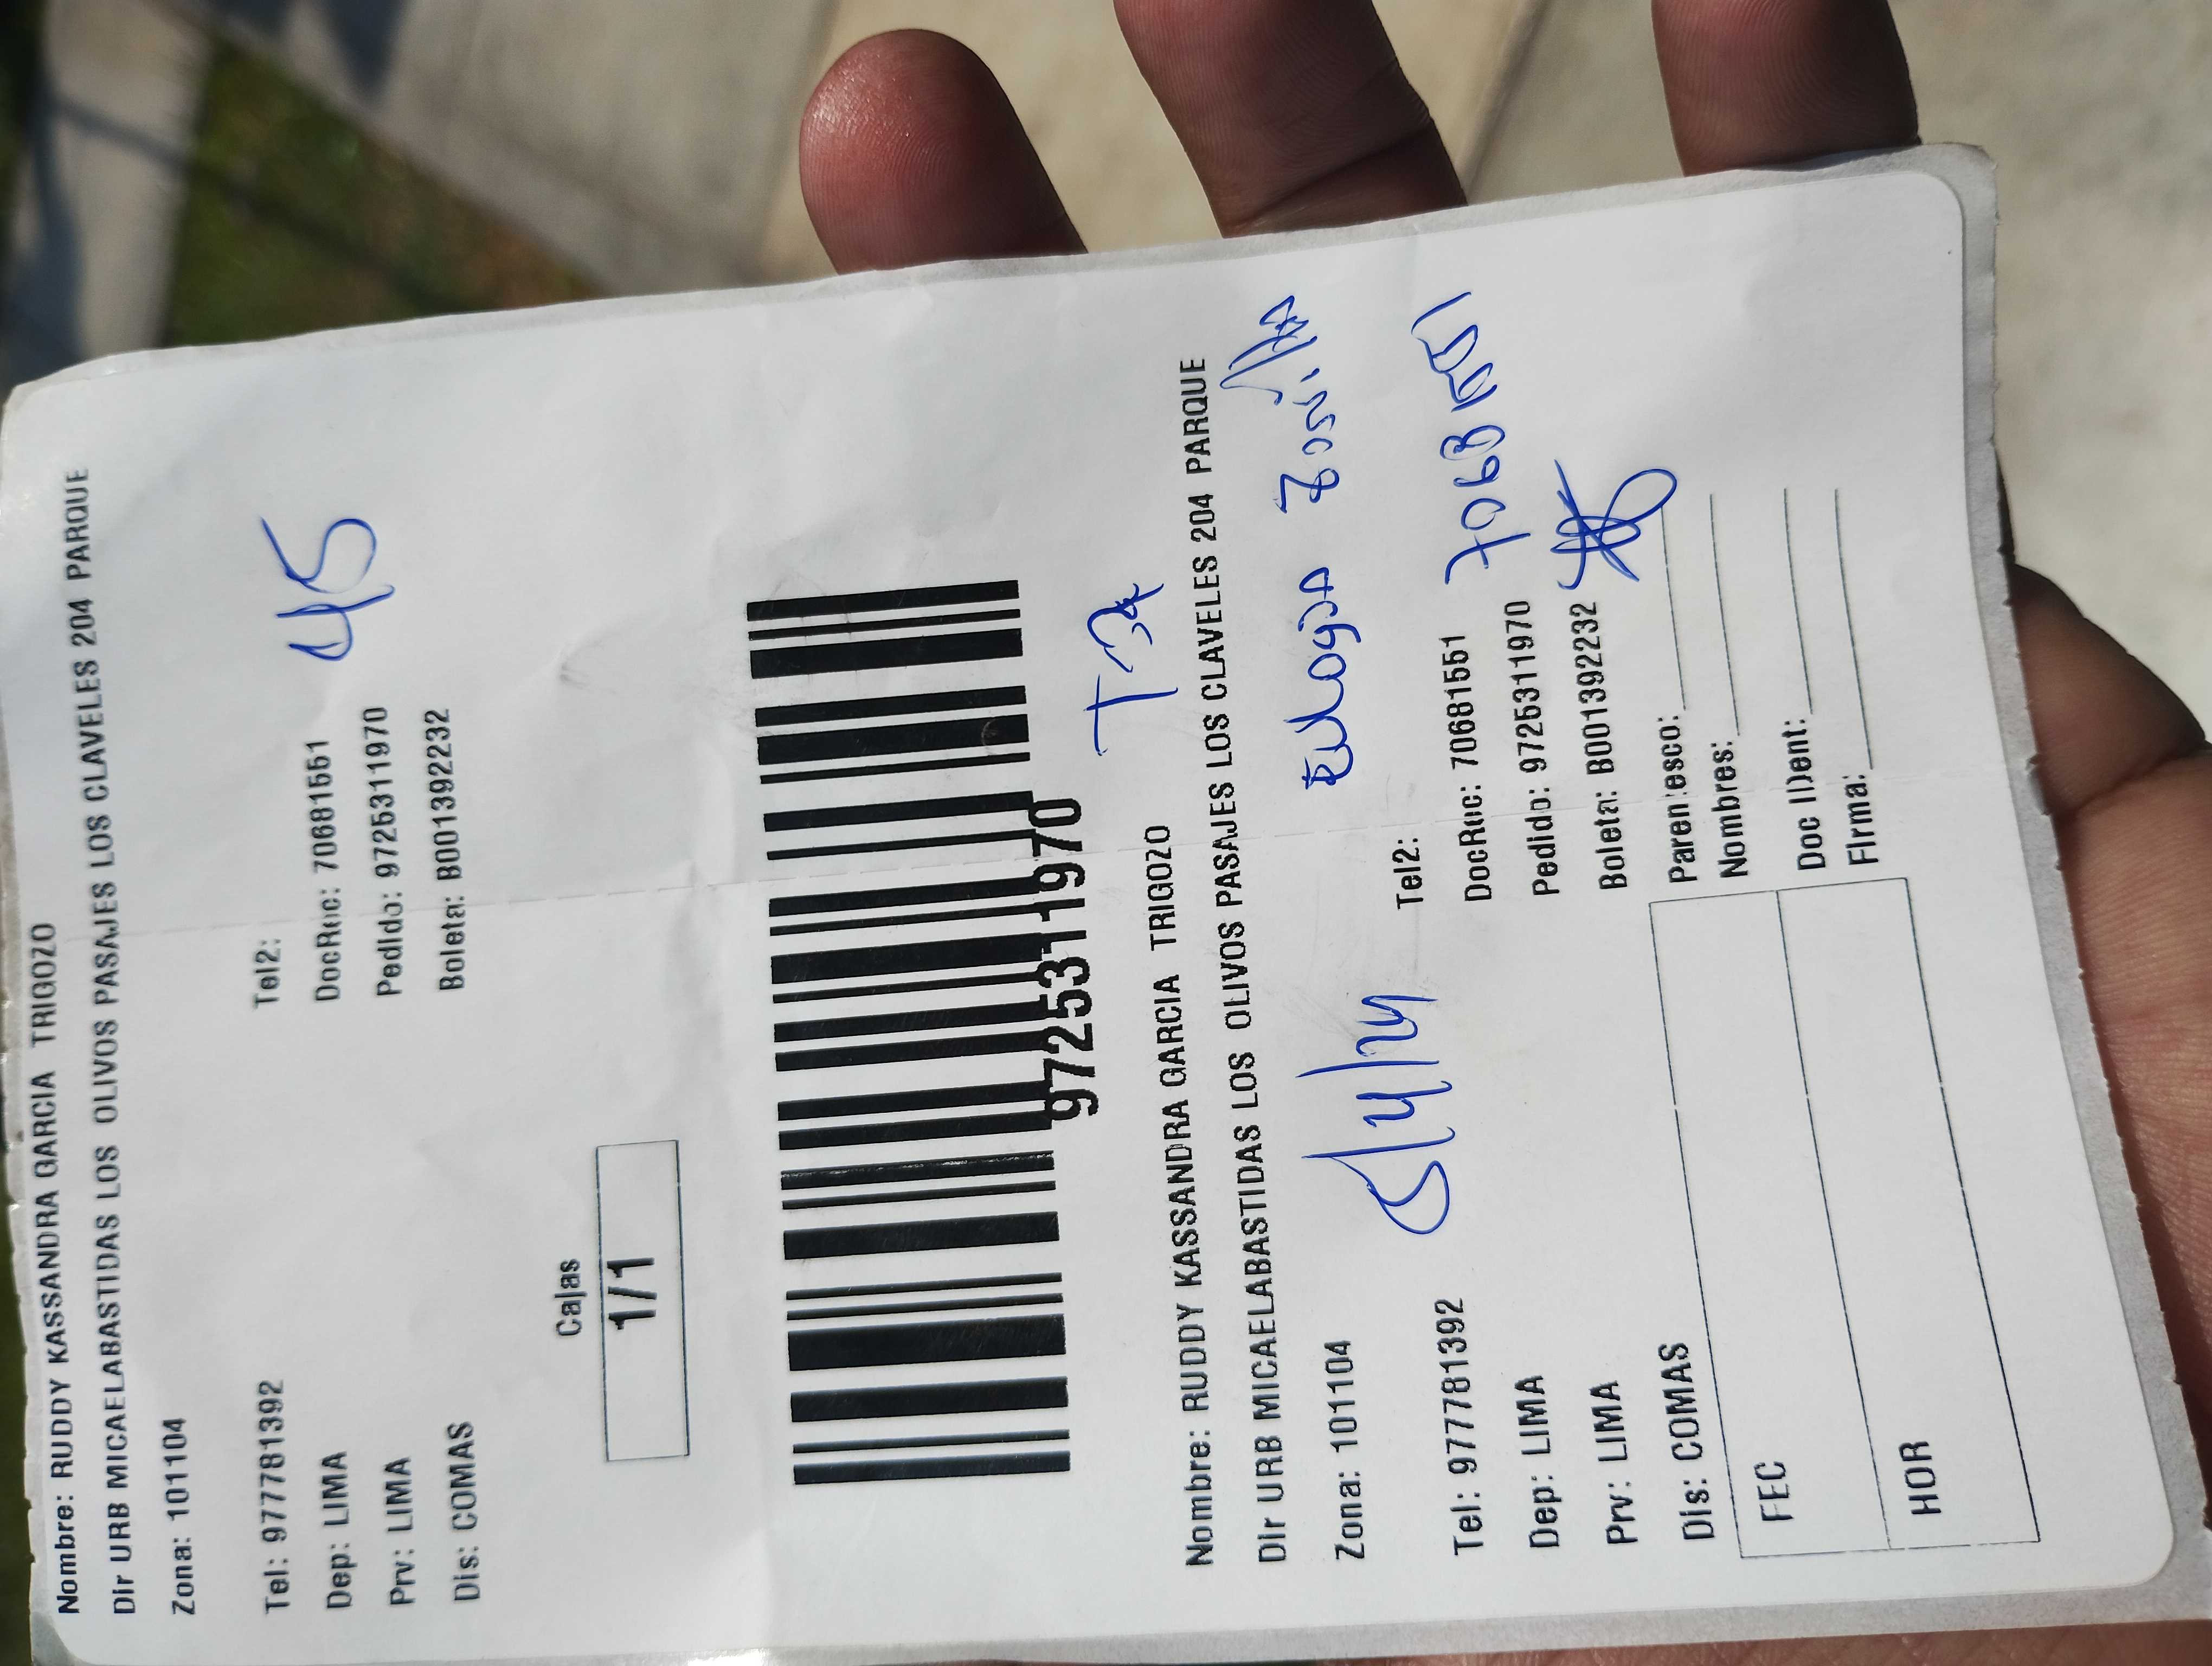 Nombre: RUDDY KASSANDRA GARCIA TRIGOZO
Dir URB MICAELABASTIDAS LOS OLIVOS PASAJES LOS CLAVELES 204 PARQUE
Zona: 101104
Tel: 977781392
Tel2:
45
Dep: LIMA
DocRuc: 70681551
Prv: LIMA
Pedido: 9725311970
Dis: COMAS
Boleta: B001392232
Cajas
1/1
9725311970
Nombre: RUDDY KASSANDRA GARCIA TRIGOZO
Dir URB MICAELABASTIDAS LOS OLIVOS PASAJES LOS CLAVELES 204 PARQUE
Zona: 101104
5/4/24
Tel: 977781392
Tel2:
Dep: LIMA
DocRuc: 70681551
70681551
Prv: LIMA
Pedido: 9725311970
Dis: COMAS
Boleta: B001392232
Parentesco:
Nombres:
FEC
Doc IDent:
Firma:
HOR